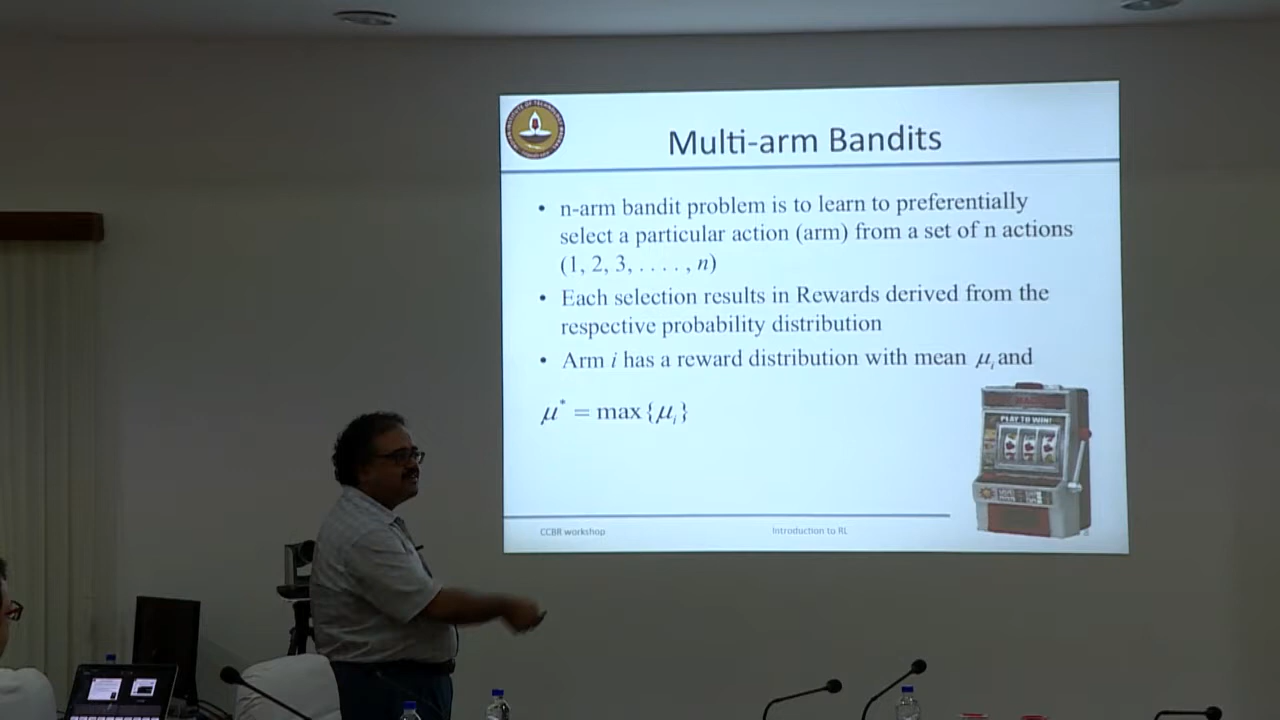 Multi-arm Bandits
• n-arm bandit problem is to learn to preferentially
select a particular action (arm) from a set of n actions
(1, 2, 3, . . . . , n)
• Each selection results in Rewards derived from the
respective probability distribution
• Arm i has a reward distribution with mean μᵢ and
μ* = max{μᵢ}
PLAY TO WIN!
CCBR workshop
Introduction to RL